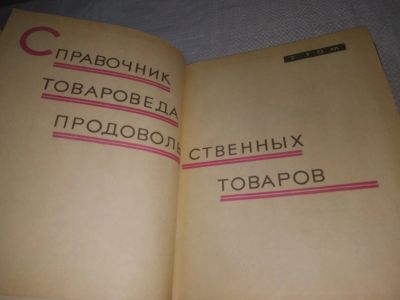 СПРАВОЧНИК
ТОВАРОВЕДА
ПРОДОВОЛЬСТВЕННЫХ
ТОВАРОВ